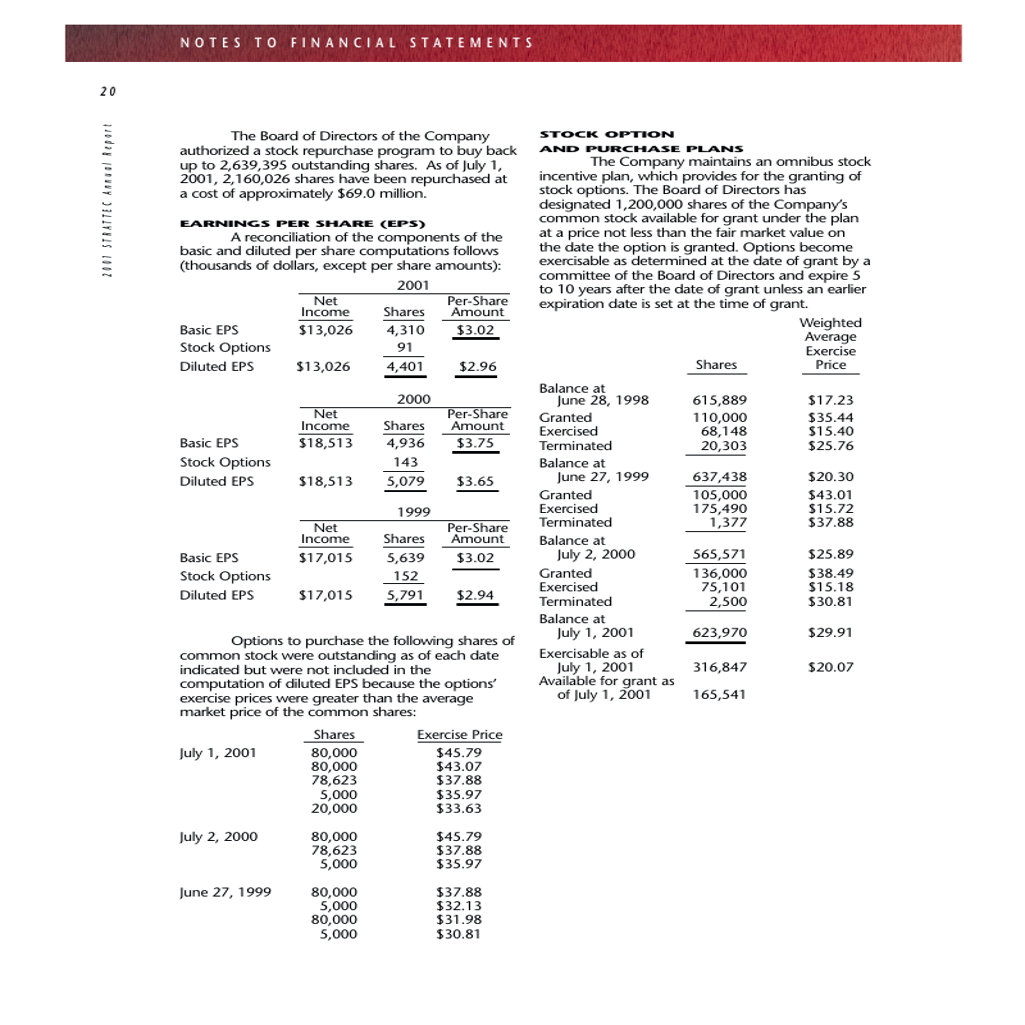 NOTES TO FINANCIAL STATEMENTS
20
2001 STRATTEC Annual Report
The Board of Directors of the Company
authorized a stock repurchase program to buy back
up to 2,639,395 outstanding shares. As of July 1,
2001, 2,160,026 shares have been repurchased at
a cost of approximately $69.0 million.
EARNINGS PER SHARE (EPS)
A reconciliation of the components of the
basic and diluted per share computations follows
(thousands of dollars, except per share amounts):
2001
Net Per-Share
Income Shares Amount
Basic EPS $13,026 4,310 $3.02
Stock Options 91
Diluted EPS $13,026 4,401 $2.96
2000
Net Per-Share
Income Shares Amount
Basic EPS $18,513 4,936 $3.75
Stock Options 143
Diluted EPS $18,513 5,079 $3.65
1999
Net Per-Share
Income Shares Amount
Basic EPS $17,015 5,639 $3.02
Stock Options 152
Diluted EPS $17,015 5,791 $2.94
Options to purchase the following shares of
common stock were outstanding as of each date
indicated but were not included in the
computation of diluted EPS because the options’
exercise prices were greater than the average
market price of the common shares:
Shares Exercise Price
July 1, 2001 80,000 $45.79
80,000 $43.07
78,623 $37.88
5,000 $35.97
20,000 $33.63
July 2, 2000 80,000 $45.79
78,623 $37.88
5,000 $35.97
June 27, 1999 80,000 $37.88
5,000 $32.13
80,000 $31.98
5,000 $30.81
STOCK OPTION
AND PURCHASE PLANS
The Company maintains an omnibus stock
incentive plan, which provides for the granting of
stock options. The Board of Directors has
designated 1,200,000 shares of the Company’s
common stock available for grant under the plan
at a price not less than the fair market value on
the date the option is granted. Options become
exercisable as determined at the date of grant by a
committee of the Board of Directors and expire 5
to 10 years after the date of grant unless an earlier
expiration date is set at the time of grant.
Weighted
Average
Exercise
Shares Price
Balance at
June 28, 1998 615,889 $17.23
Granted 110,000 $35.44
Exercised 68,148 $15.40
Terminated 20,303 $25.76
Balance at
June 27, 1999 637,438 $20.30
Granted 105,000 $43.01
Exercised 175,490 $15.72
Terminated 1,377 $37.88
Balance at
July 2, 2000 565,571 $25.89
Granted 136,000 $38.49
Exercised 75,101 $15.18
Terminated 2,500 $30.81
Balance at
July 1, 2001 623,970 $29.91
Exercisable as of
July 1, 2001 316,847 $20.07
Available for grant as
of July 1, 2001 165,541